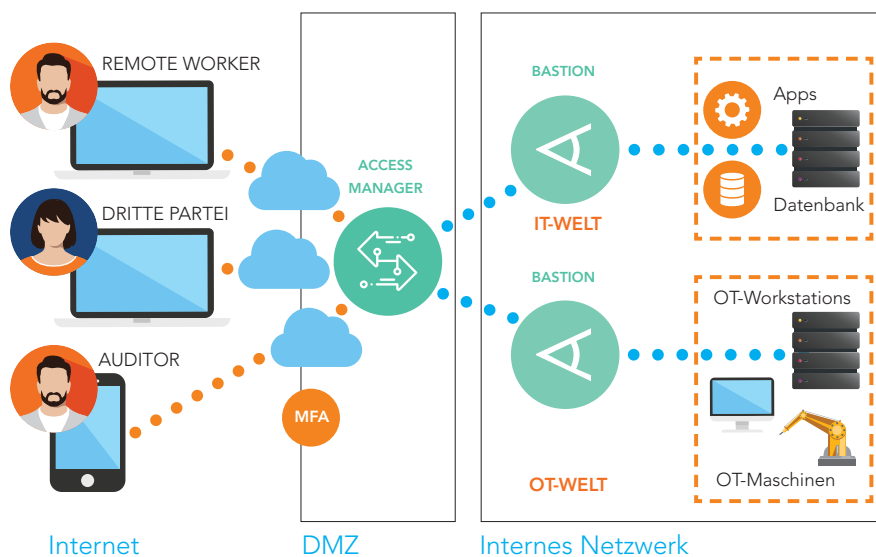 REMOTE WORKER
DRITTE PARTEI
AUDITOR
MFA
ACCESS
MANAGER
BASTION
IT-WELT
Apps
Datenbank
BASTION
OT-WELT
OT-Workstations
OT-Maschinen
Internet
DMZ
Internes Netzwerk